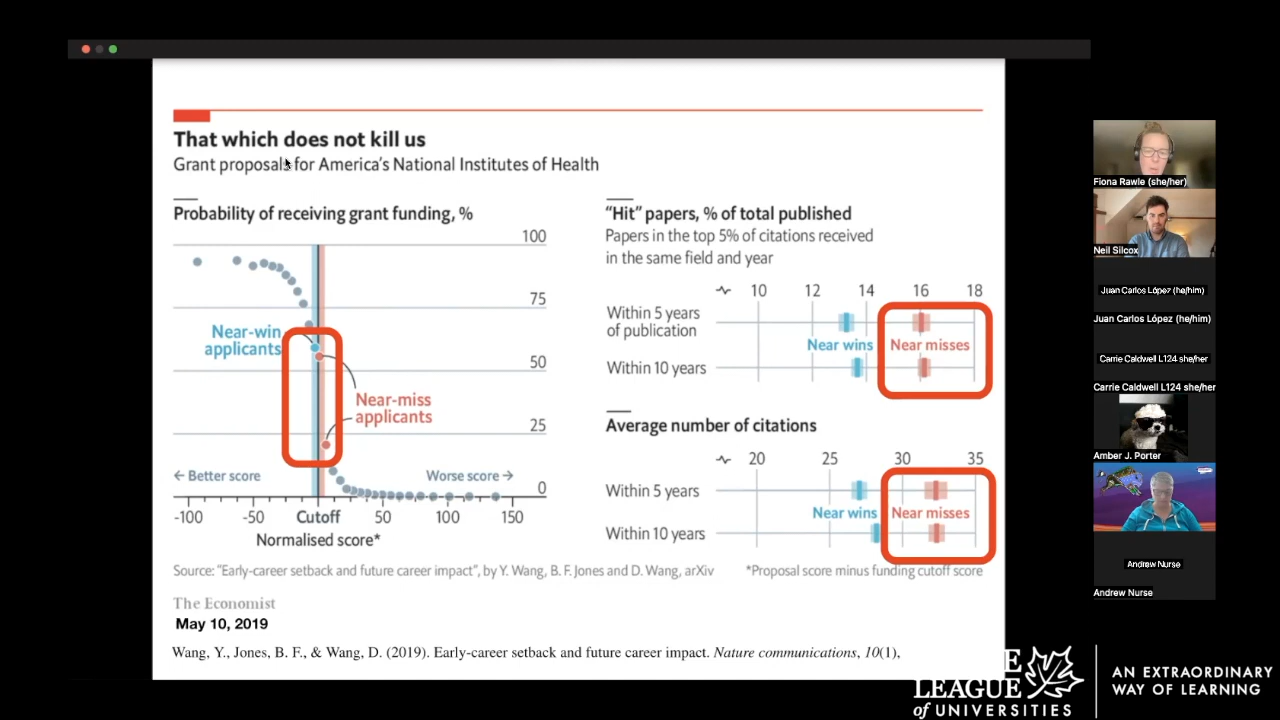 That which does not kill us
Grant proposals for America's National Institutes of Health
Probability of receiving grant funding, %
100
75
50
25
0
Near-win
applicants
Near-miss
applicants
← Better score
Worse score →
-100
-50
Cutoff
50
100
150
Normalised score*
"Hit" papers, % of total published
Papers in the top 5% of citations received
in the same field and year
10
12
14
16
18
Within 5 years
of publication
Near wins
Near misses
Within 10 years
Average number of citations
20
25
30
35
Within 5 years
Near wins
Near misses
Within 10 years
Source: "Early-career setback and future career impact", by Y. Wang, B. F. Jones and D. Wang, arXiv
*Proposal score minus funding cutoff score
The Economist
May 10, 2019
Wang, Y., Jones, B. F., & Wang, D. (2019). Early-career setback and future career impact. Nature communications, 10(1),
Fiona Rawle (she/her)
Neil Silcox
Juan Carlos López (he/him)
Juan Carlos López (he/him)
Carrie Caldwell L124 she/her
Carrie Caldwell L124 she/her
Amber J. Porter
Andrew Nurse
Andrew Nurse
LEAGUE
of UNIVERSITIES
AN EXTRAORDINARY
WAY OF LEARNING